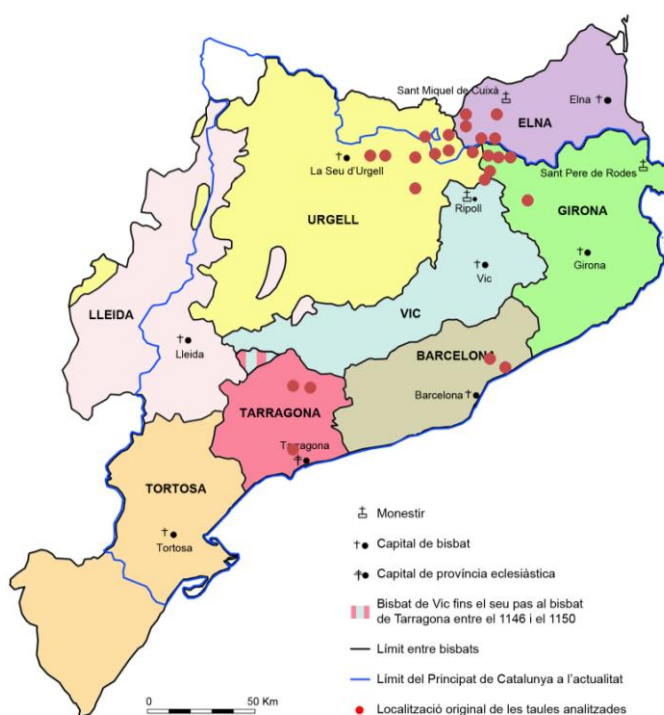 Sant Miquel de Cuixà
Elna
ELNA
La Seu d'Urgell
Sant Pere de Rodes
Ripoll
URGELL
GIRONA
Vic
Girona
LLEIDA
VIC
Lleida
BARCELONA
TARRAGONA
Barcelona
Tarragona
TORTOSA
Tortosa
Monestir
Capital de bisbat
Capital de província eclesiàstica
Bisbat de Vic fins el seu pas al bisbat
de Tarragona entre el 1146 i el 1150
Límit entre bisbats
Límit del Principat de Catalunya a l'actualitat
Localització original de les taules analitzades
0 50 Km